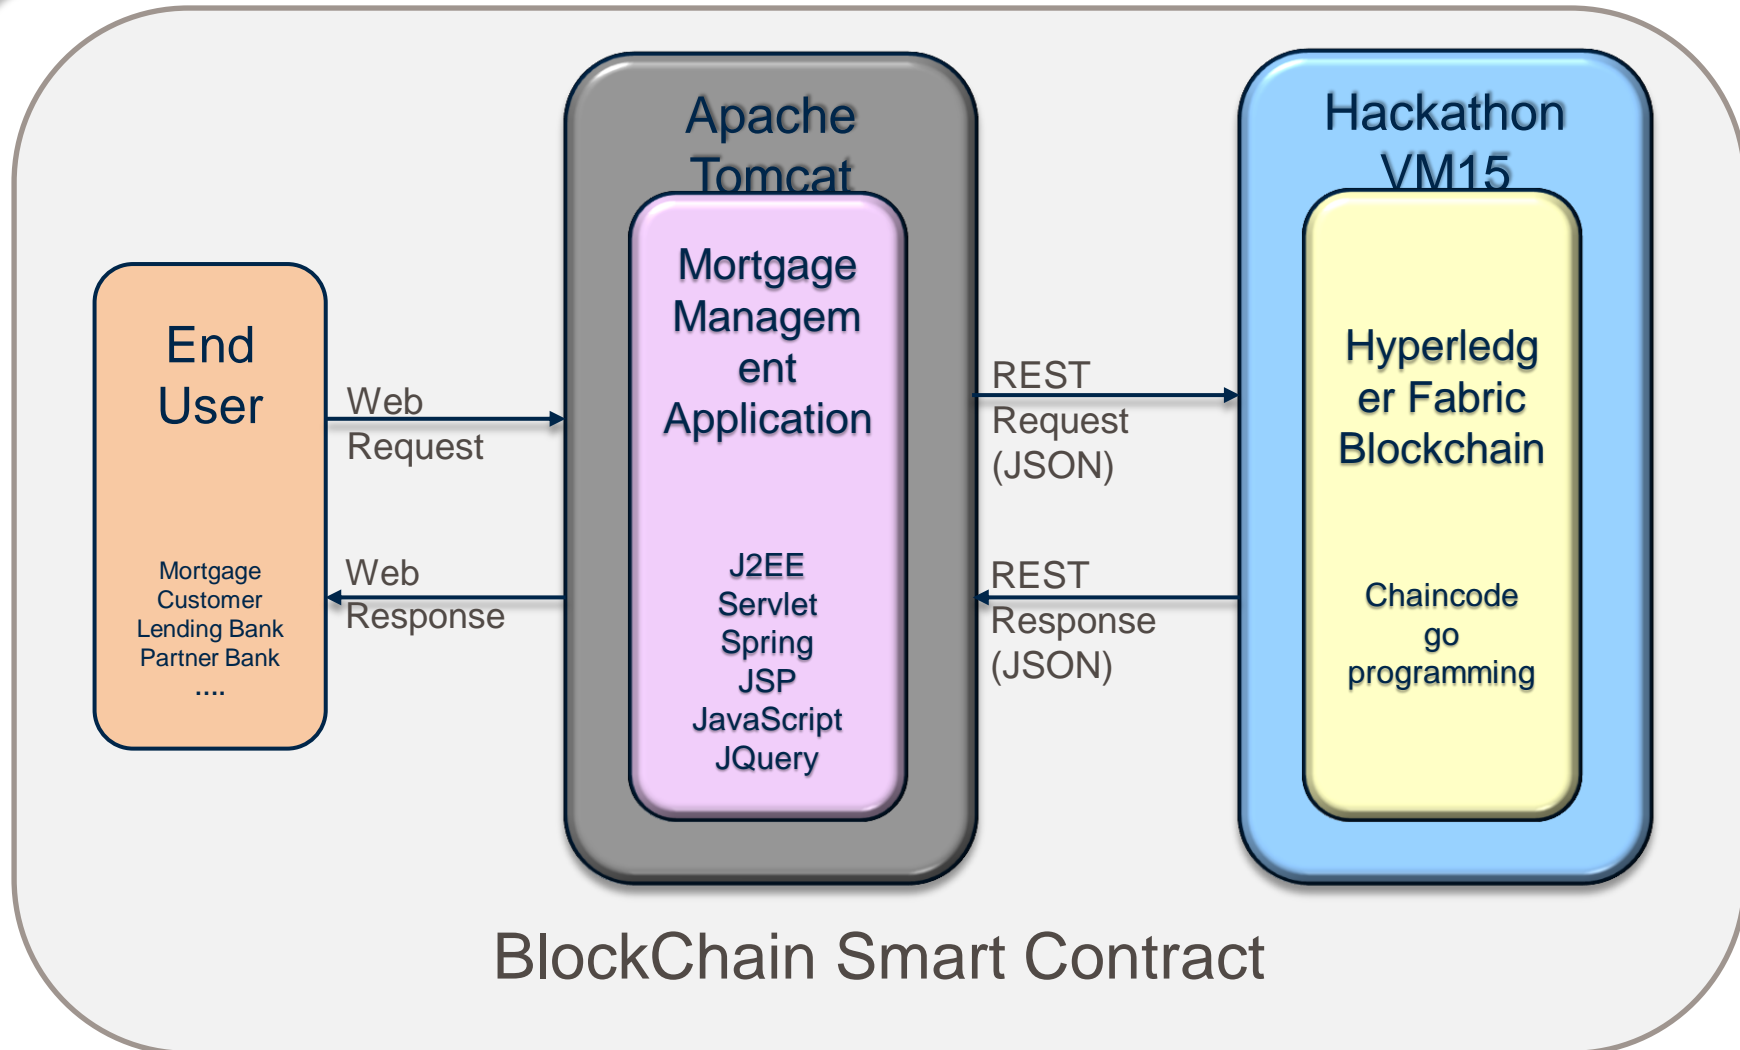 Apache
Tomcat
Hackathon
VM15
End
User
Mortgage
Customer
Lending Bank
Partner Bank
....
Web
Request
Web
Response
Mortgage
Managem
ent
Application
J2EE
Servlet
Spring
JSP
JavaScript
JQuery
REST
Request
(JSON)
REST
Response
(JSON)
Hyperledg
er Fabric
Blockchain
Chaincode
go
programming
BlockChain Smart Contract